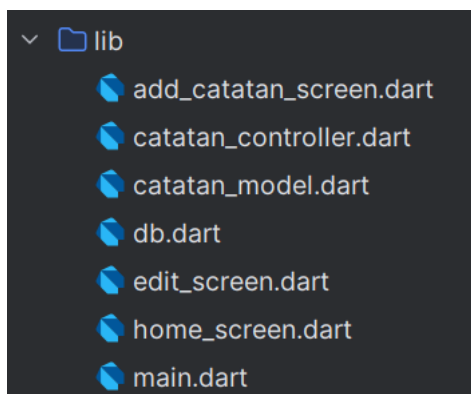 lib
add_catatan_screen.dart
catatan_controller.dart
catatan_model.dart
db.dart
edit_screen.dart
home_screen.dart
main.dart